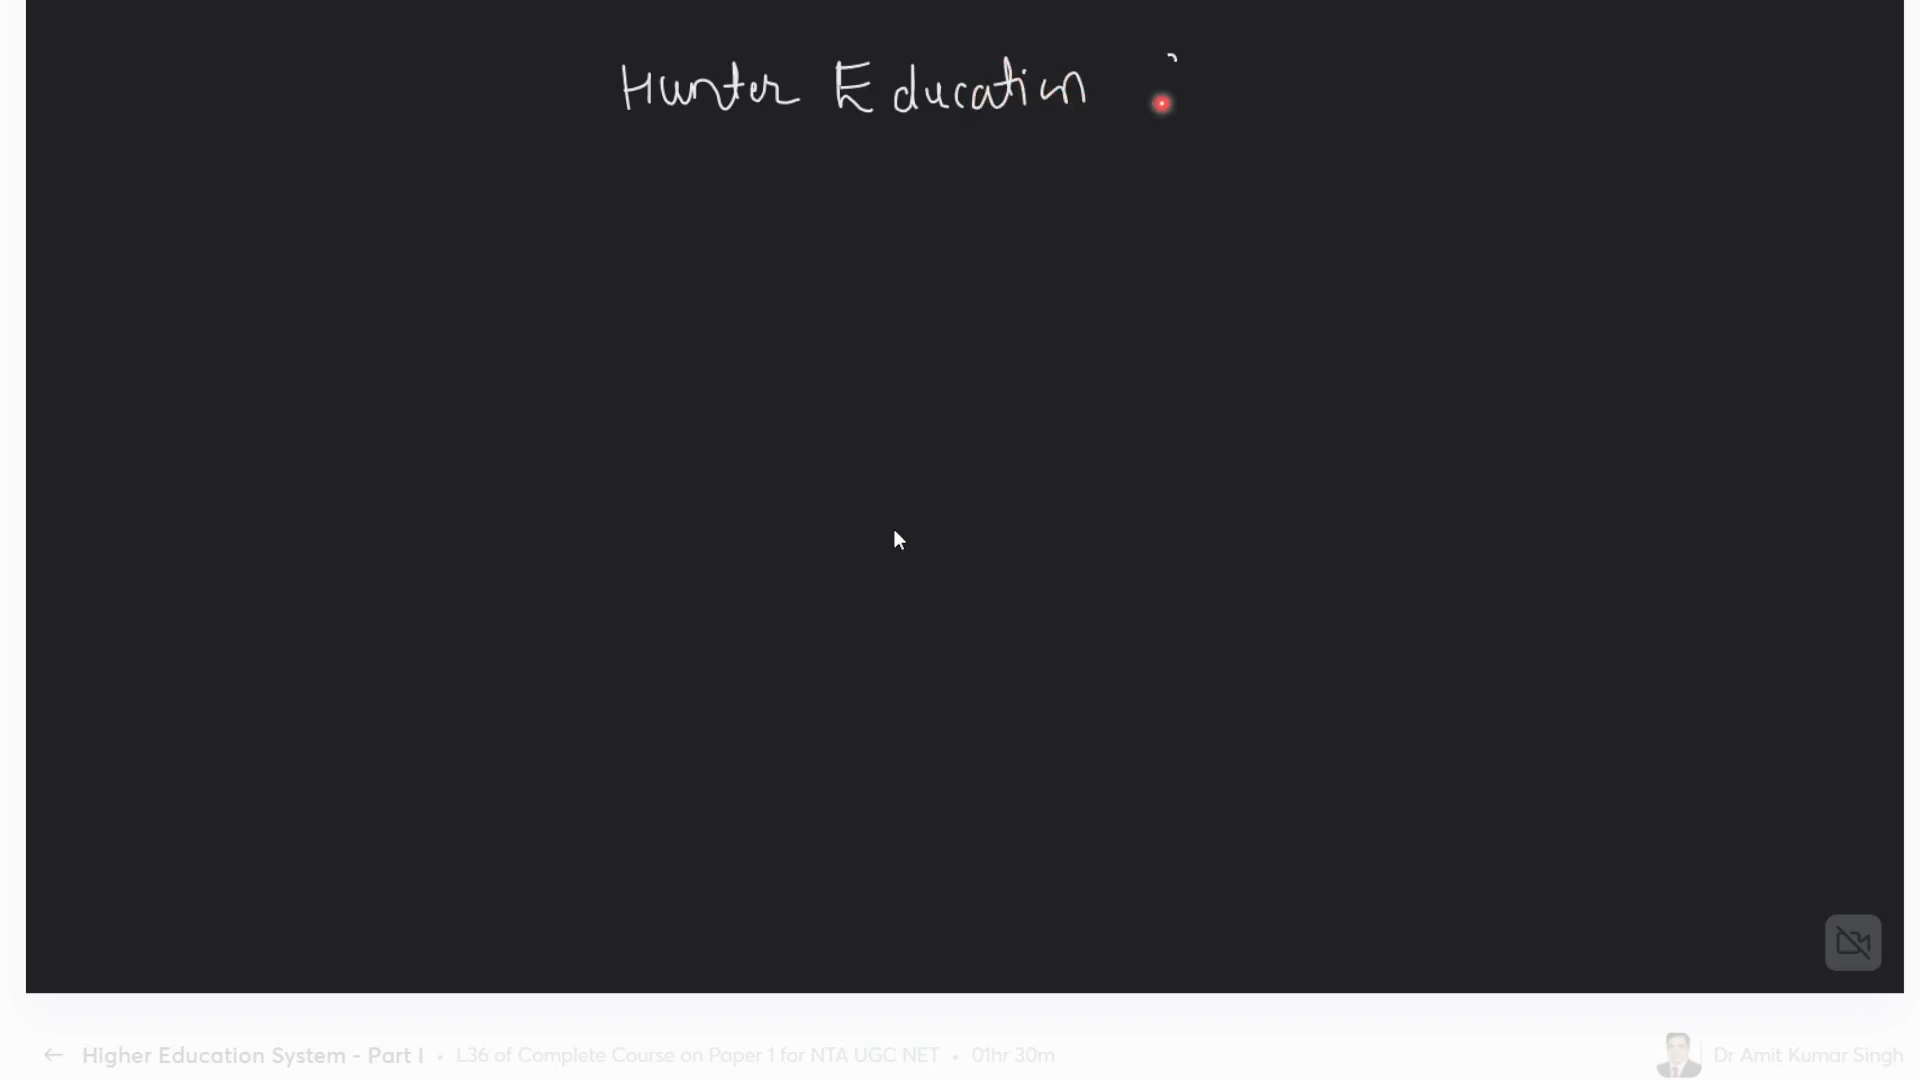 Hunter Education
Higher Education System - Part I • L36 of Complete Course on Paper 1 for NTA UGC NET • 01hr 30m
Dr Amit Kumar Singh